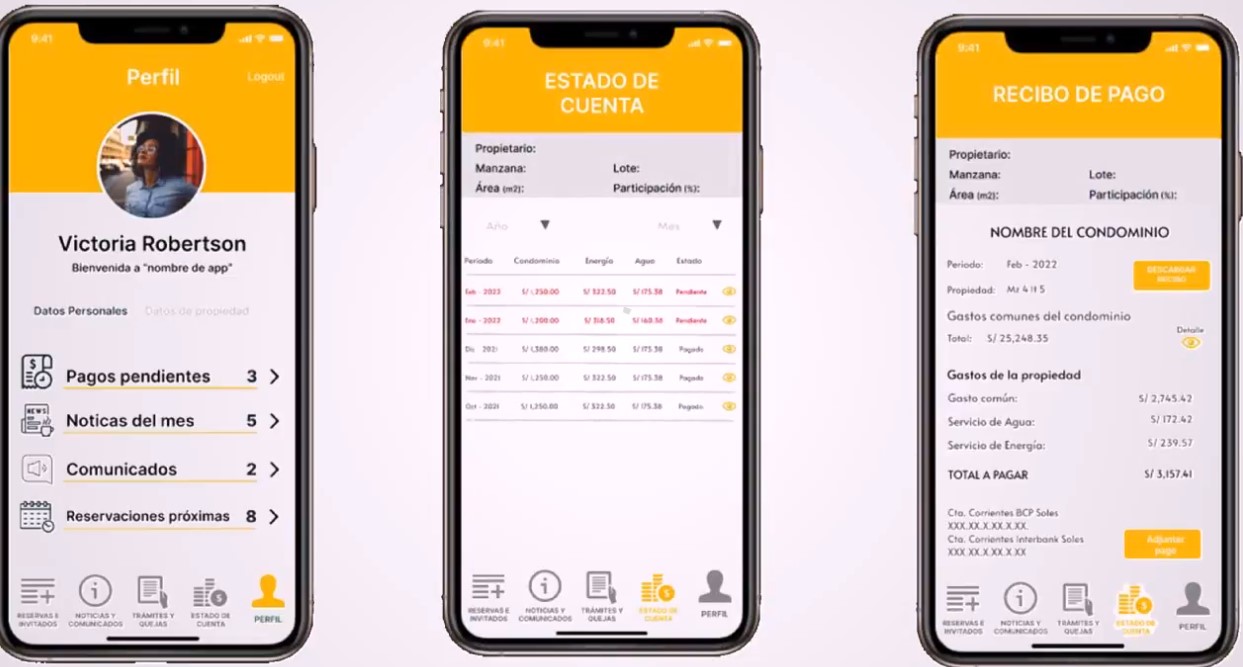 9:41
Perfil
Logout
Victoria Robertson
Bienvenida a "nombre de app"
Datos Personales
Datos de propiedad
Pagos pendientes 3
Noticas del mes 5
Comunicados 2
Reservaciones próximas 8
RESERVAS E INVITADOS
NOTICIAS Y COMUNICADOS
TRÁMITES Y QUEJAS
ESTADO DE CUENTA
PERFIL
9:41
ESTADO DE
CUENTA
Propietario:
Manzana: Lote:
Área (m2): Participación (%):
Año Mes
Periodo Condominio Energía Agua Estado
Feb - 2022 S/ 1,250.00 S/ 322.50 S/ 175.38 Pendiente
Ene - 2022 S/ 1,200.00 S/ 318.50 S/ 168.38 Pendiente
Dic 2021 S/ 1,380.00 S/ 298.50 S/ 175.38 Pagado
Nov - 2021 S/ 1,250.00 S/ 322.50 S/ 175.38 Pagado
Oct - 2021 S/ 1,250.00 S/ 322.50 S/ 175.38 Pagado
RESERVAS E INVITADOS
NOTICIAS Y COMUNICADOS
TRÁMITES Y QUEJAS
ESTADO DE CUENTA
PERFIL
9:41
RECIBO DE PAGO
Propietario:
Manzana: Lote:
Área (m2): Participación (%):
NOMBRE DEL CONDOMINIO
Periodo: Feb - 2022
DESCARGAR RECIBO
Propiedad: Mz 4 lt 5
Gastos comunes del condominio
Total: S/ 25,248.35
Detalle
Gastos de la propiedad
Gasto común: S/ 2,745.42
Servicio de Agua: S/ 172.42
Servicio de Energía: S/ 239.57
TOTAL A PAGAR S/ 3,157.41
Cta. Corrientes BCP Soles
XXX.XX.X.XX.X.XX.
Cta. Corrientes Interbank Soles
XXX XX.X XX.X XX
Adjuntar
pago
RESERVAS E INVITADOS
NOTICIAS Y COMUNICADOS
TRÁMITES Y QUEJAS
ESTADO DE CUENTA
PERFIL